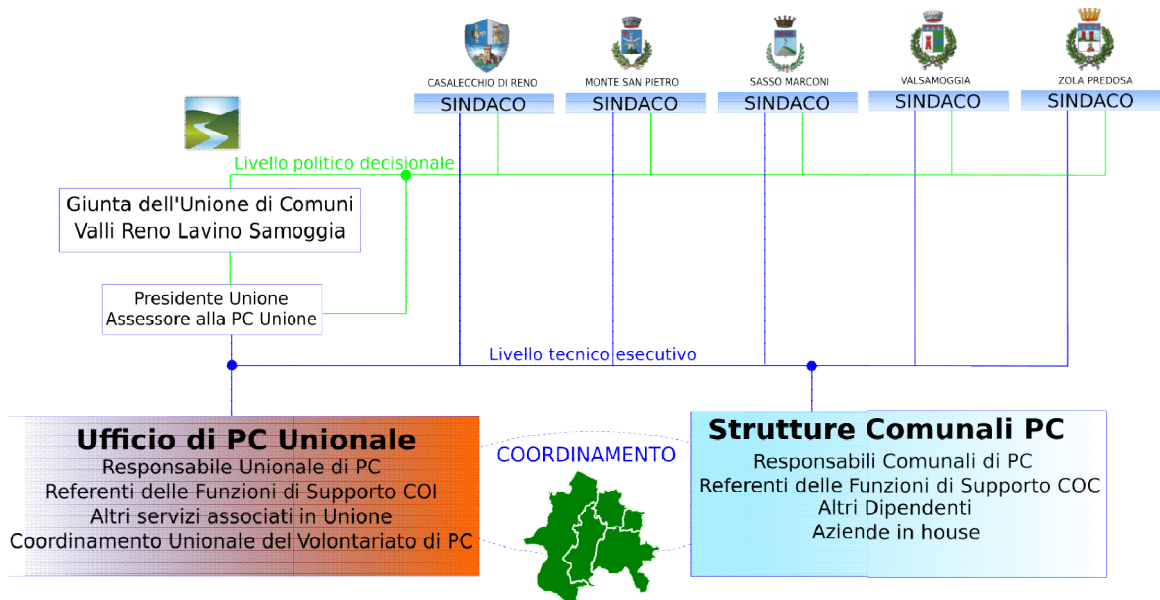 CASALECCHIO DI RENO
SINDACO
MONTE SAN PIETRO
SINDACO
SASSO MARCONI
SINDACO
VALSAMOGGIA
SINDACO
ZOLA PREDOSA
SINDACO
Livello politico decisionale
Giunta dell'Unione di Comuni
Valli Reno Lavino Samoggia
Presidente Unione
Assessore alla PC Unione
Livello tecnico esecutivo
Ufficio di PC Unionale
Responsabile Unionale di PC
Referenti delle Funzioni di Supporto COI
Altri servizi associati in Unione
Coordinamento Unionale del Volontariato di PC
COORDINAMENTO
Strutture Comunali PC
Responsabili Comunali di PC
Referenti delle Funzioni di Supporto COC
Altri Dipendenti
Aziende in house